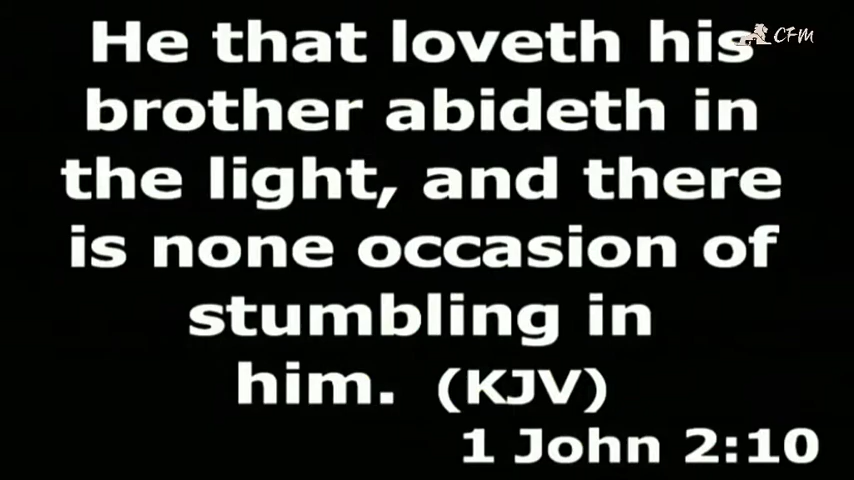 He that loveth his
CFM
brother abideth in
the light, and there
is none occasion of
stumbling in
him. (KJV)
1 John 2:10